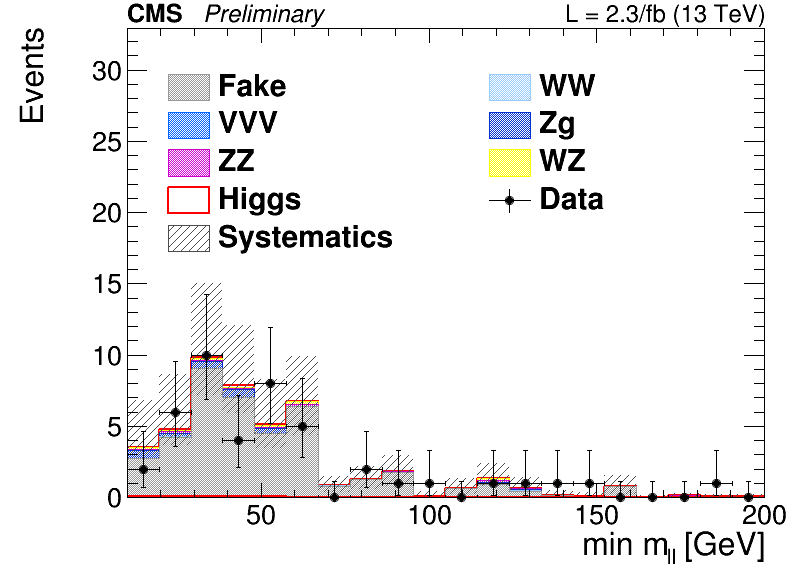 CMS Preliminary L = 2.3/fb (13 TeV)
Events
30
25
20
15
10
5
0
Fake WW
VVV Zg
ZZ WZ
Higgs Data
Systematics
50 100 150 200
min m_ll [GeV]